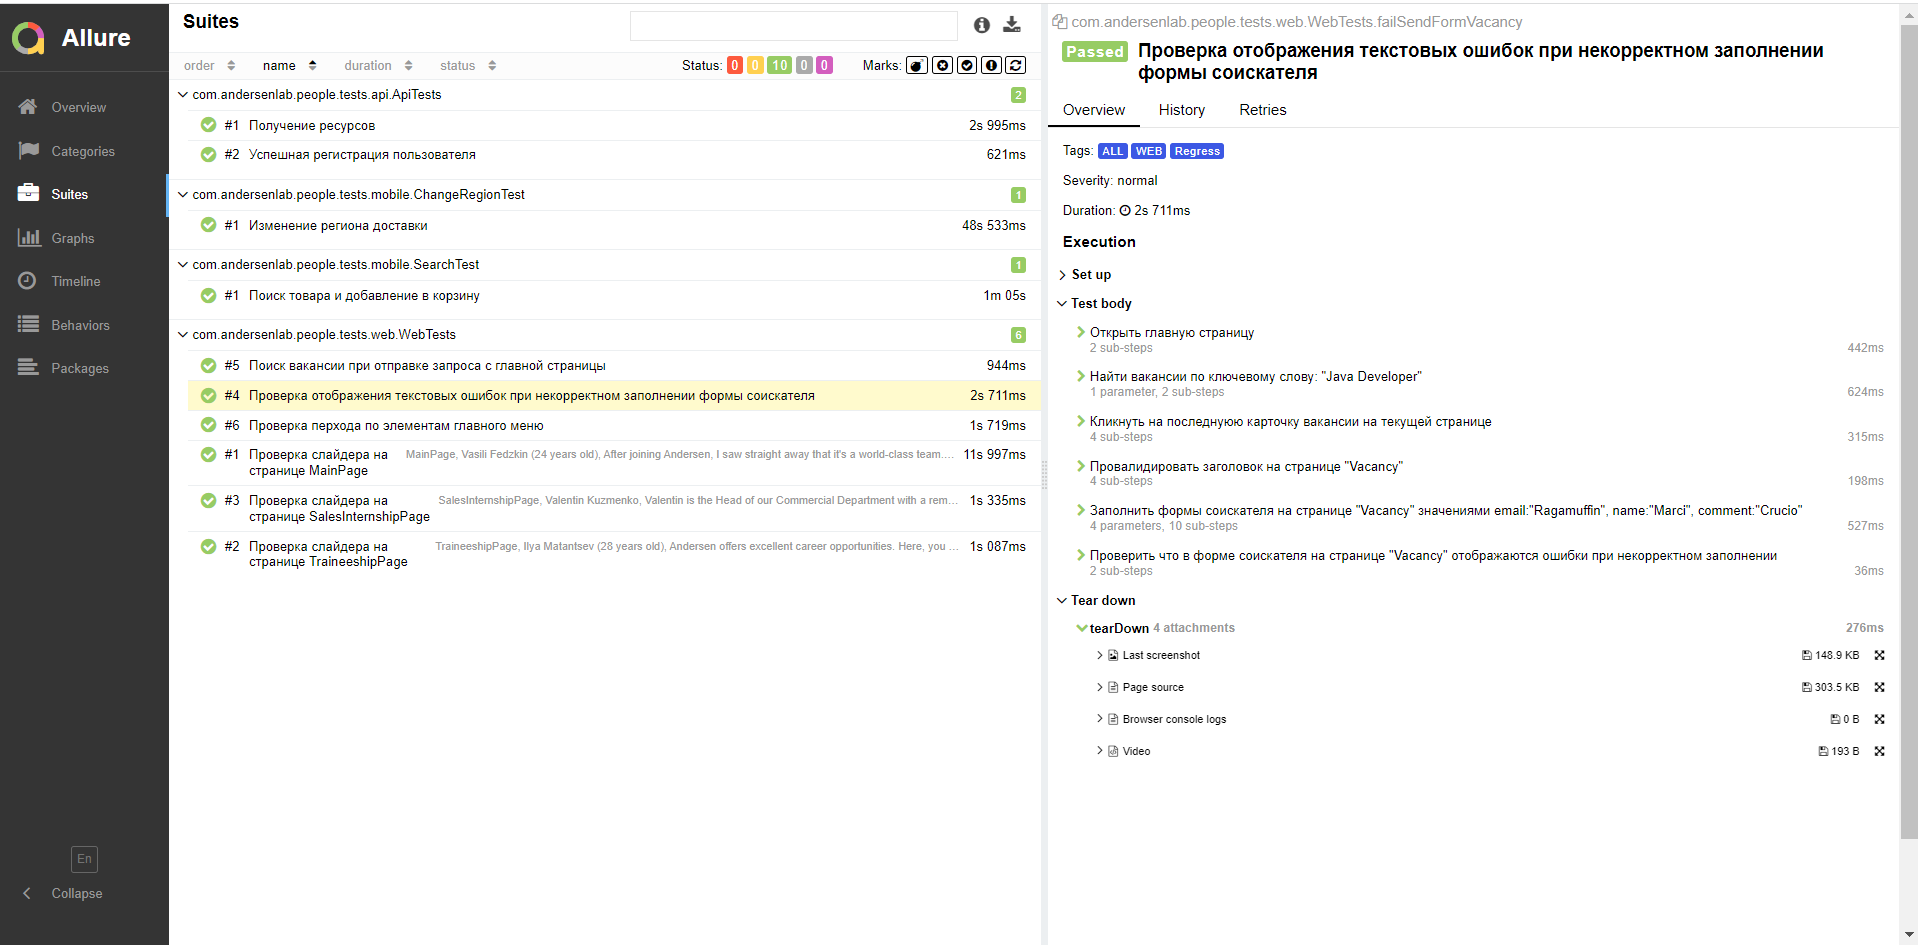 Allure
Overview
Categories
Suites
Graphs
Timeline
Behaviors
Packages
En
Collapse
Suites
order name duration status Status: 0 0 10 0 0 Marks:
com.andersenlab.people.tests.api.ApiTests 2
#1 Получение ресурсов 2s 995ms
#2 Успешная регистрация пользователя 621ms
com.andersenlab.people.tests.mobile.ChangeRegionTest 1
#1 Изменение региона доставки 48s 533ms
com.andersenlab.people.tests.mobile.SearchTest 1
#1 Поиск товара и добавление в корзину 1m 05s
com.andersenlab.people.tests.web.WebTests 6
#5 Поиск вакансии при отправке запроса с главной страницы 944ms
#4 Проверка отображения текстовых ошибок при некорректном заполнении формы соискателя 2s 711ms
#6 Проверка перхода по элементам главного меню 1s 719ms
#1 Проверка слайдера на MainPage, Vasili Fedzkin (24 years old), After joining Andersen, I saw straight away that it's a world-class team.... 11s 997ms
странице MainPage
#3 Проверка слайдера на SalesInternshipPage, Valentin Kuzmenko, Valentin is the Head of our Commercial Department with a rem... 1s 335ms
странице SalesInternshipPage
#2 Проверка слайдера на TraineeshipPage, Ilya Matantsev (28 years old), Andersen offers excellent career opportunities. Here, you ... 1s 087ms
странице TraineeshipPage
com.andersenlab.people.tests.web.WebTests.failSendFormVacancy
Passed Проверка отображения текстовых ошибок при некорректном заполнении
формы соискателя
Overview History Retries
Tags: ALL WEB Regress
Severity: normal
Duration: 2s 711ms
Execution
Set up
Test body
Открыть главную страницу
2 sub-steps 442ms
Найти вакансии по ключевому слову: "Java Developer"
1 parameter, 2 sub-steps 624ms
Кликнуть на последнуюю карточку вакансии на текущей странице
4 sub-steps 315ms
Провалидировать заголовок на странице "Vacancy"
4 sub-steps 198ms
Заполнить формы соискателя на странице "Vacancy" значениями email:"Ragamuffin", name:"Marci", comment:"Crucio"
4 parameters, 10 sub-steps 527ms
Проверить что в форме соискателя на странице "Vacancy" отображаются ошибки при некорректном заполнении
2 sub-steps 36ms
Tear down
tearDown 4 attachments 276ms
Last screenshot 148.9 KB
Page source 303.5 KB
Browser console logs 0 B
Video 193 B